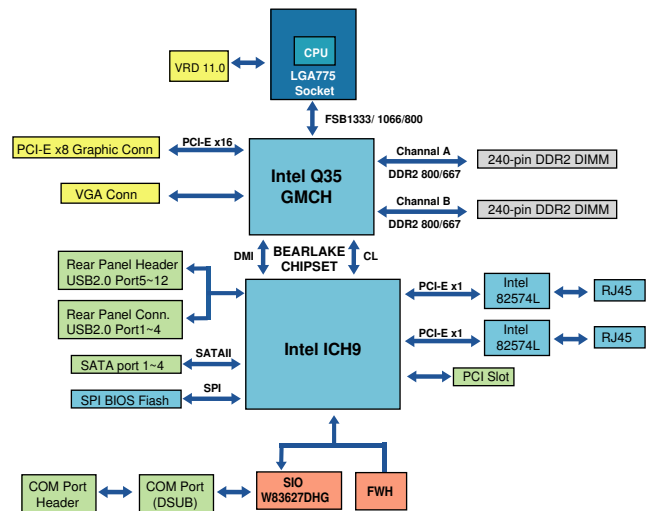 CPU
VRD 11.0
LGA775
Socket
FSB1333/ 1066/800
PCI-E x16
PCI-E x8 Graphic Conn
Intel Q35
GMCH
Channal A
DDR2 800/667
240-pin DDR2 DIMM
VGA Conn
Channal B
DDR2 800/667
240-pin DDR2 DIMM
DMI
BEARLAKE
CHIPSET
CL
Rear Panel Header
USB2.0 Port5~12
Rear Panel Conn.
USB2.0 Port1~4
PCI-E x1
Intel
82574L
RJ45
PCI-E x1
Intel
82574L
RJ45
Intel ICH9
SATAII
SATA port 1~4
SPI
SPI BIOS Fiash
PCI Slot
COM Port
Header
COM Port
(DSUB)
SIO
W83627DHG
FWH